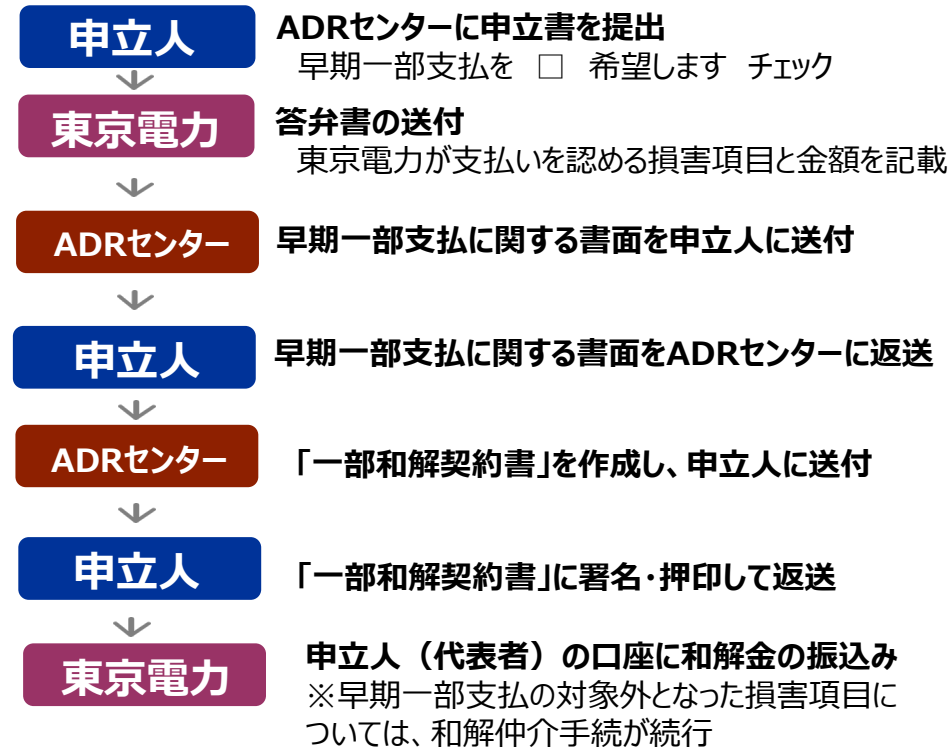 申立人
ADRセンターに申立書を提出
早期一部支払を □ 希望します チェック
東京電力
答弁書の送付
東京電力が支払いを認める損害項目と金額を記載
ADRセンター
早期一部支払に関する書面を申立人に送付
申立人
早期一部支払に関する書面をADRセンターに返送
ADRセンター
「一部和解契約書」を作成し、申立人に送付
申立人
「一部和解契約書」に署名・押印して返送
東京電力
申立人（代表者）の口座に和解金の振込み
※早期一部支払の対象外となった損害項目に
ついては、和解仲介手続が続行